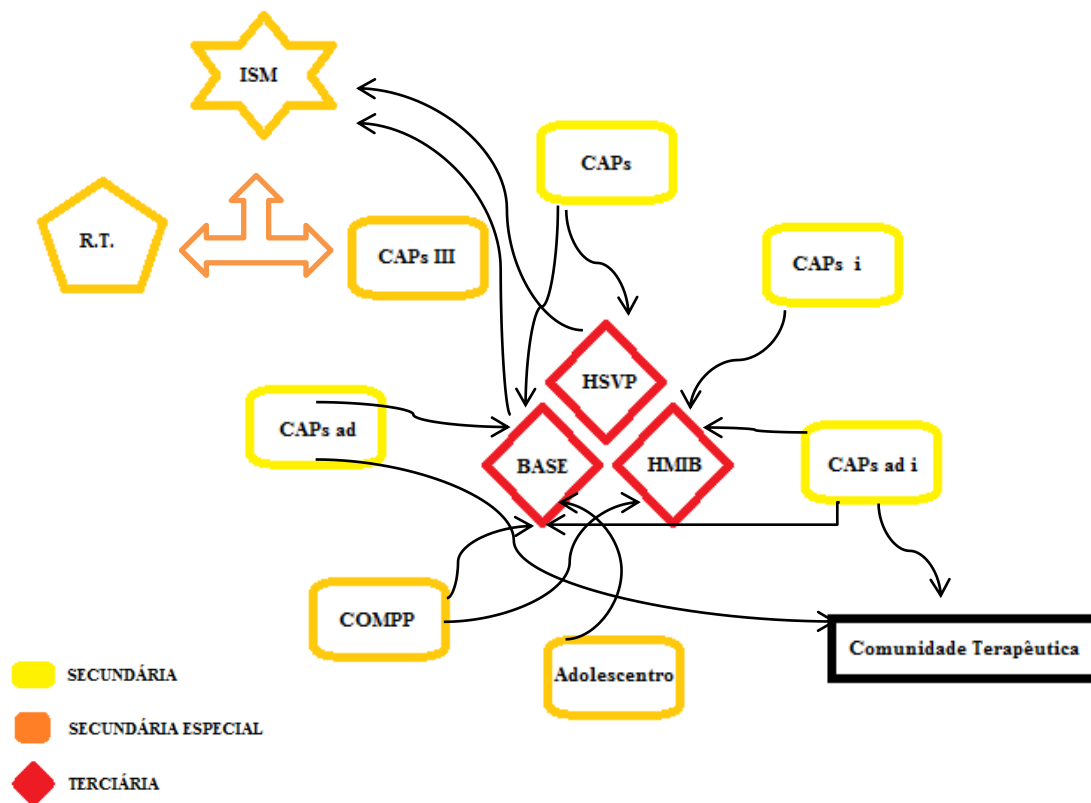 ISM
CAPs
R.T.
CAPs III
CAPs i
HSVP
CAPs ad
BASE
HMIB
CAPs ad i
COMPP
Adolescentro
Comunidade Terapêutica
SECUNDÁRIA
SECUNDÁRIA ESPECIAL
TERCIÁRIA